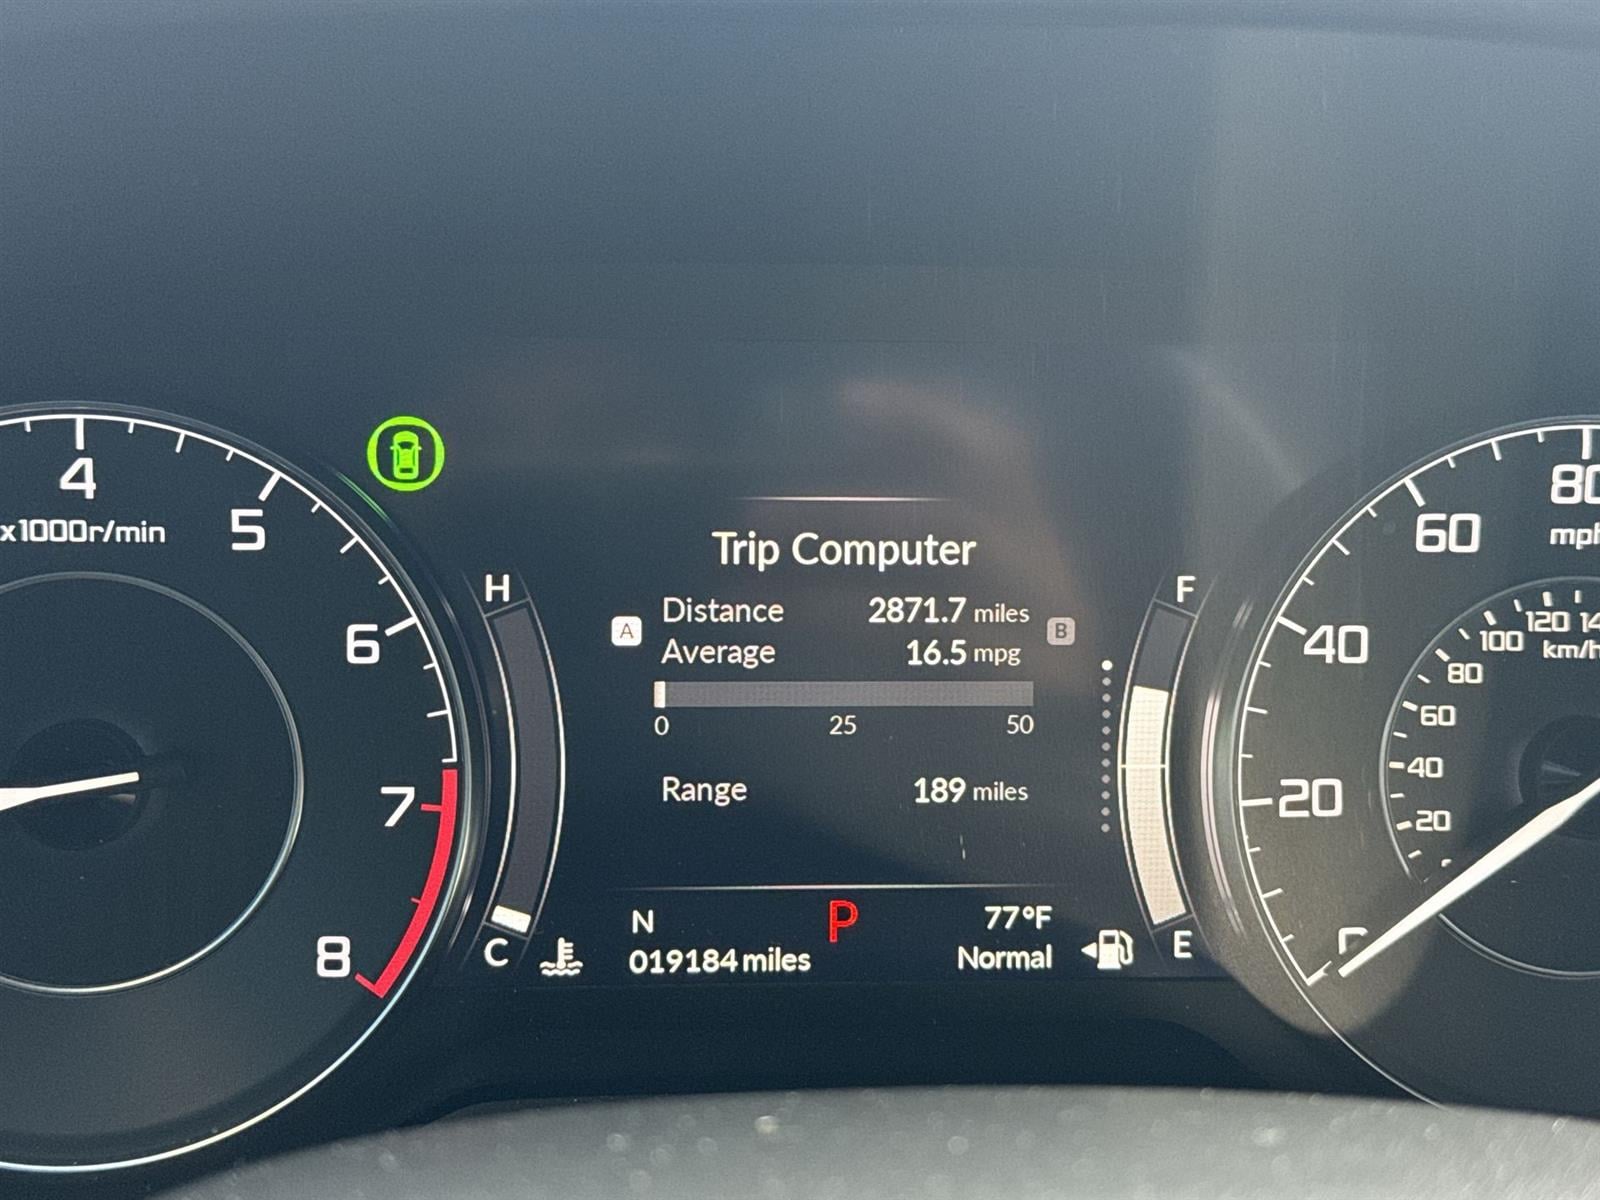 4
x1000r/min
5
6
7
8
H
C
Trip Computer
A
Distance 2871.7 miles
B
Average 16.5 mpg
0 25 50
Range 189 miles
N P 77°F
019184 miles Normal
F
E
80
mph
60
40
20
0
120
km/h
100
80
60
40
20